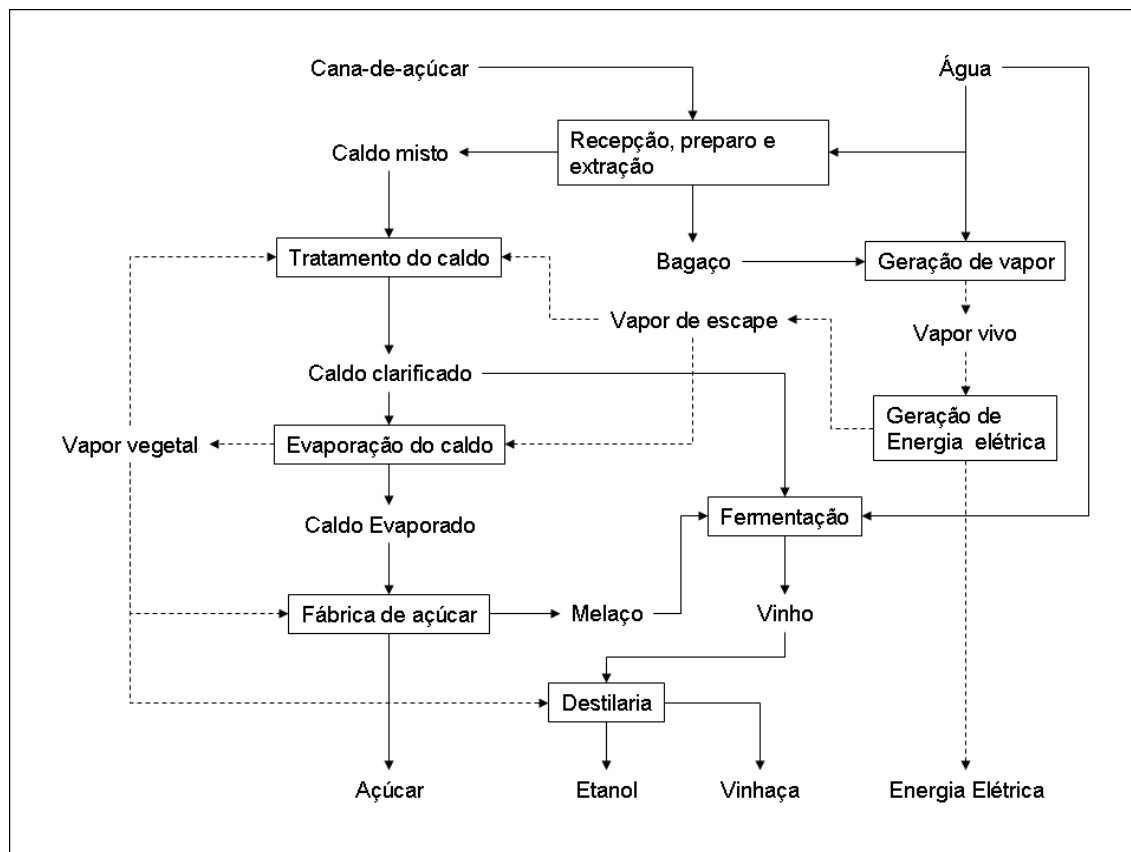 Cana-de-açúcar
Água
Recepção, preparo e
extração
Caldo misto
Tratamento do caldo
Bagaço
Geração de vapor
Vapor de escape
Vapor vivo
Caldo clarificado
Geração de
Energia elétrica
Vapor vegetal
Evaporação do caldo
Caldo Evaporado
Fermentação
Fábrica de açúcar
Melaço
Vinho
Destilaria
Açúcar
Etanol
Vinhaça
Energia Elétrica